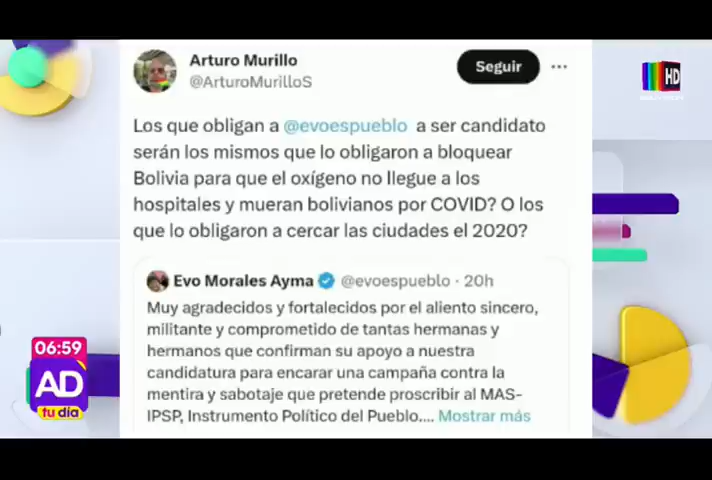 Arturo Murillo
@ArturoMurilloS
Seguir
HD
Los que obligan a @evoespueblo a ser candidato
serán los mismos que lo obligaron a bloquear
Bolivia para que el oxígeno no llegue a los
hospitales y mueran bolivianos por COVID? O los
que lo obligaron a cercar las ciudades el 2020?
Evo Morales Ayma @evoespueblo · 20h
Muy agradecidos y fortalecidos por el aliento sincero,
militante y comprometido de tantas hermanas y
hermanos que confirman su apoyo a nuestra
candidatura para encarar una campaña contra la
mentira y sabotaje que pretende proscribir al MAS-
IPSP, Instrumento Político del Pueblo.... Mostrar más
06:59
AD
tu día